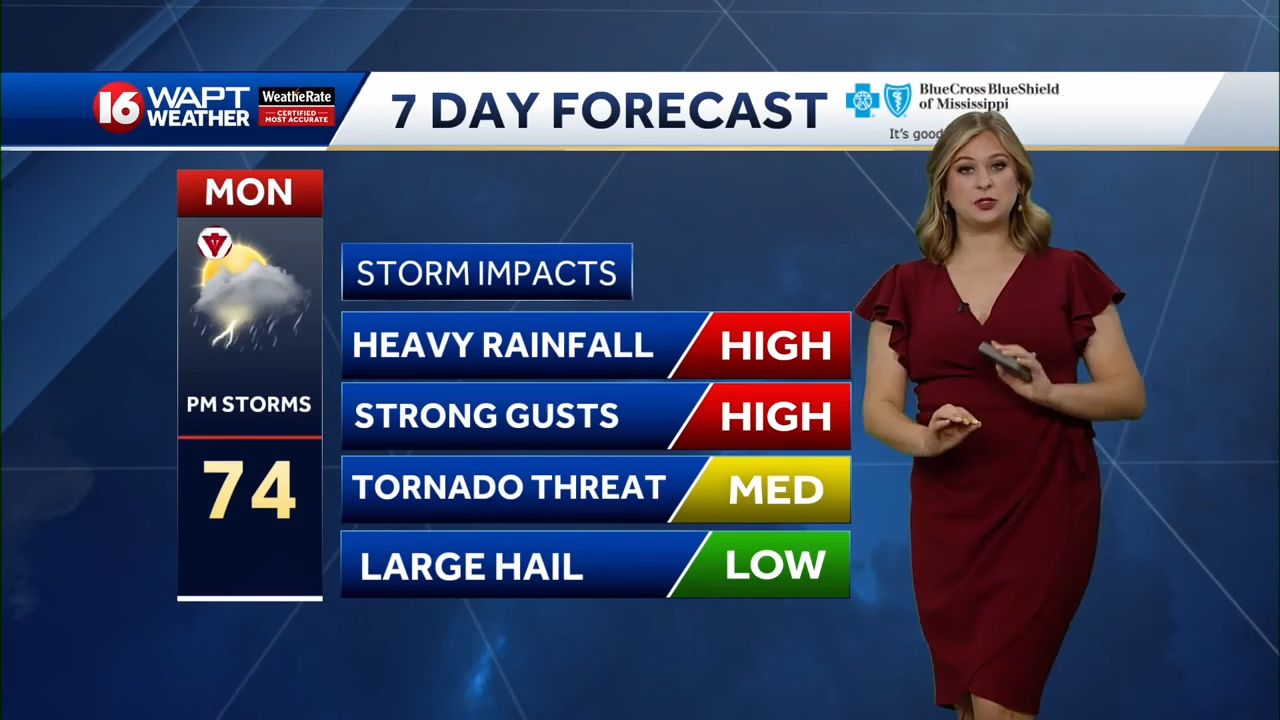 16 WAPT WEATHER
WeatheRate
CERTIFIED
MOST ACCURATE
7 DAY FORECAST
BlueCross BlueShield
of Mississippi
It's good
MON
PM STORMS
74
STORM IMPACTS
HEAVY RAINFALL HIGH
STRONG GUSTS HIGH
TORNADO THREAT MED
LARGE HAIL LOW